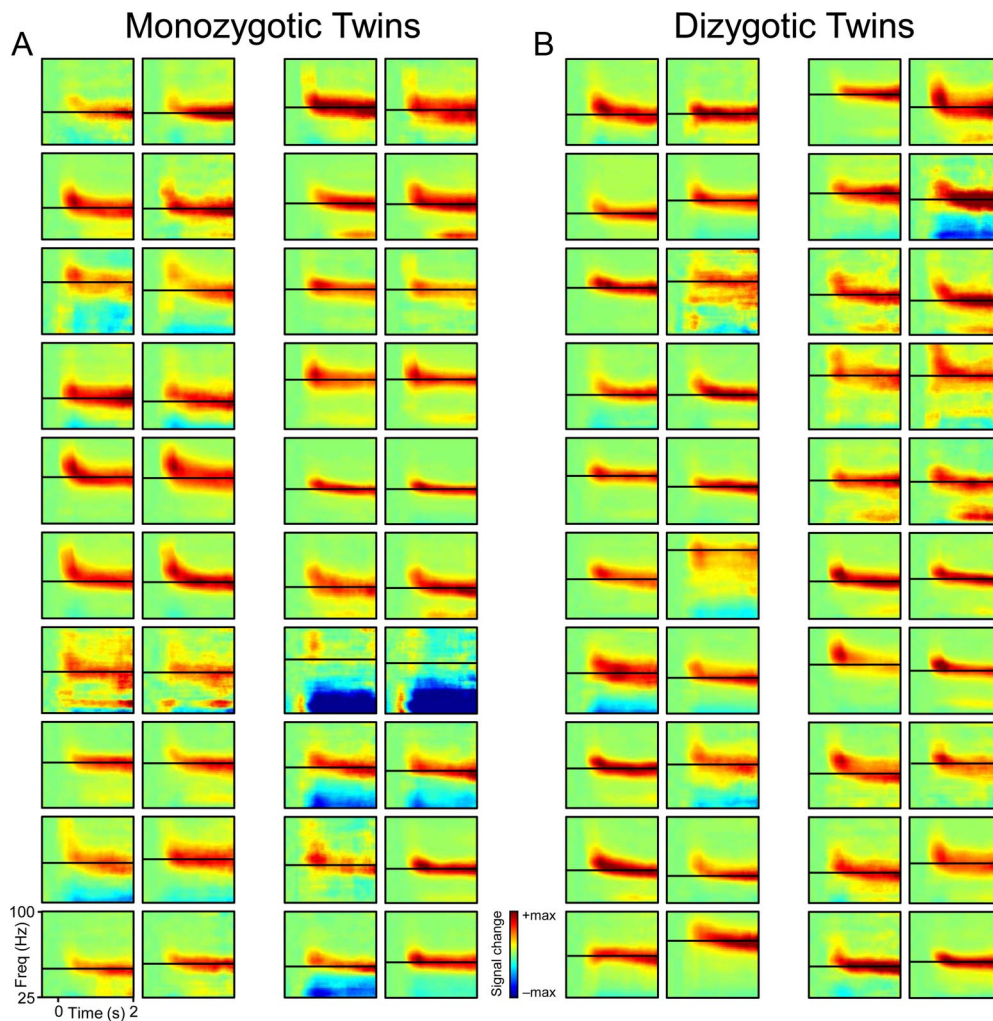 Monozygotic Twins
Dizygotic Twins
A
B
100
Freq (Hz)
25
0 Time (s) 2
Signal change
+max
–max